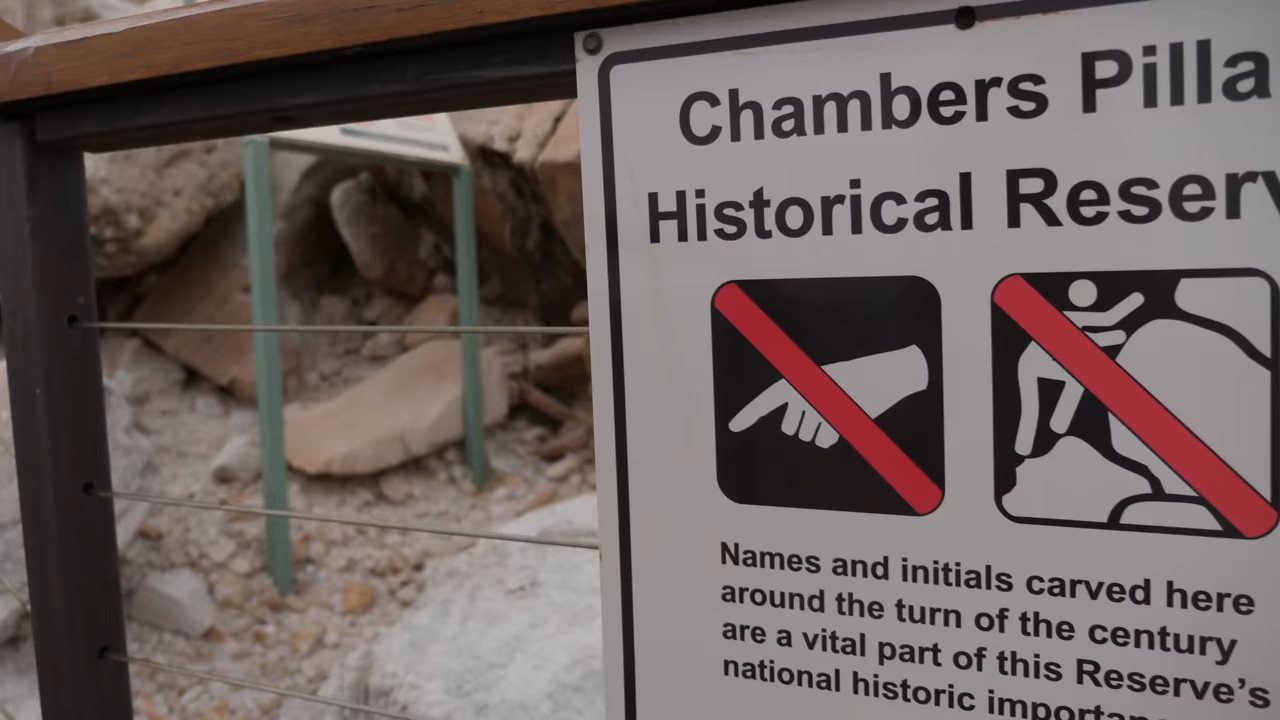 Chambers Pilla
Historical Reserv
Names and initials carved here
around the turn of the century
are a vital part of this Reserve's
national historic importan